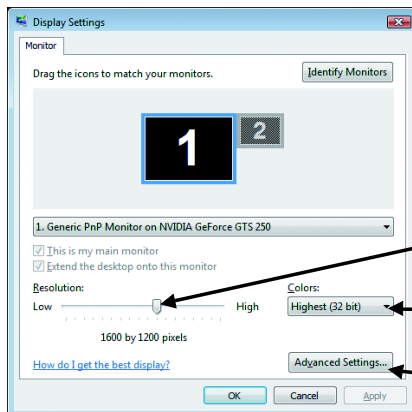 Display Settings
Monitor
Drag the icons to match your monitors.
Identify Monitors
1
2
1. Generic PnP Monitor on NVIDIA GeForce GTS 250
This is my main monitor
Extend the desktop onto this monitor
Resolution:
Colors:
Low
High
Highest (32 bit)
1600 by 1200 pixels
How do I get the best display?
Advanced Settings...
OK
Cancel
Apply